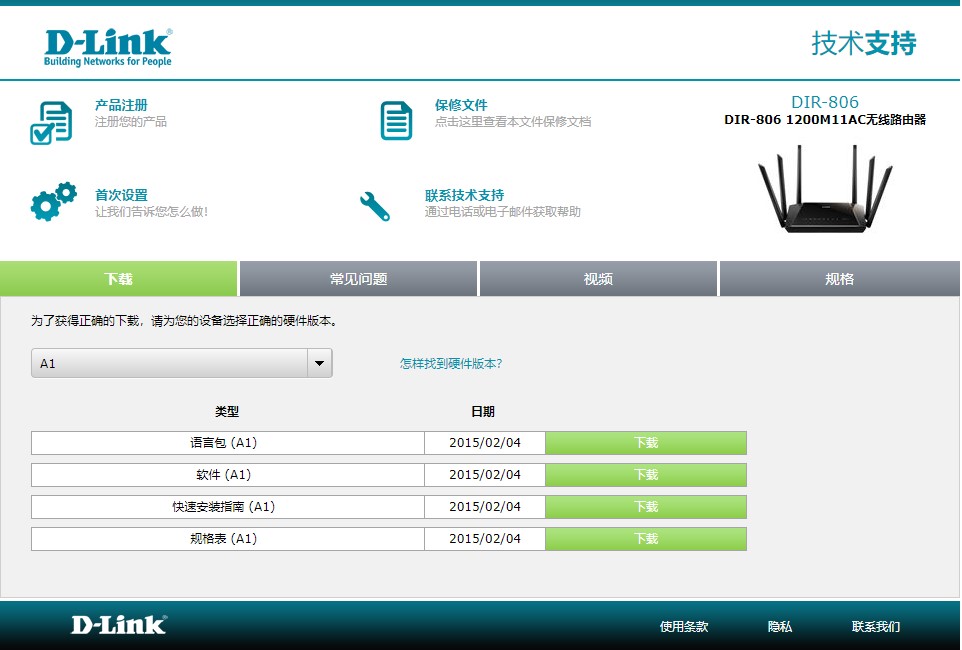 D-Link®
Building Networks for People
技术支持
产品注册
注册您的产品
保修文件
点击这里查看本文件保修文档
DIR-806
DIR-806 1200M11AC无线路由器
首次设置
让我们告诉您怎么做！
联系技术支持
通过电话或电子邮件获取帮助
下载
常见问题
视频
规格
为了获得正确的下载，请为您的设备选择正确的硬件版本。
A1
怎样找到硬件版本?
类型 日期
语言包 (A1) 2015/02/04 下载
软件 (A1) 2015/02/04 下载
快速安装指南 (A1) 2015/02/04 下载
规格表 (A1) 2015/02/04 下载
D-Link®
使用条款
隐私
联系我们